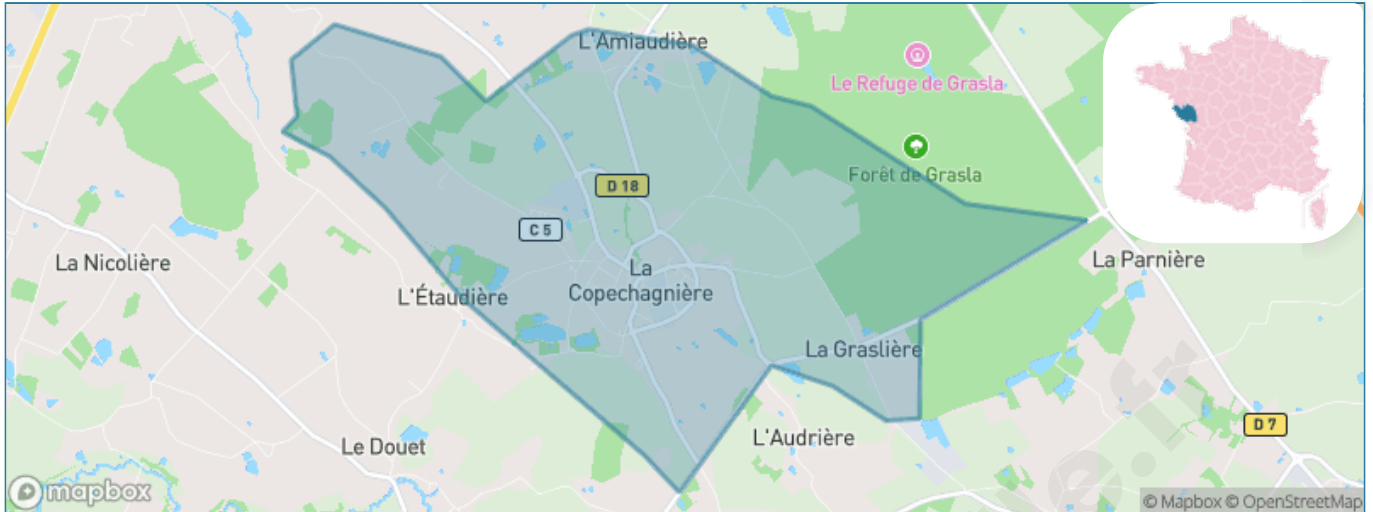 L'Amiaudière
Le Refuge de Grasla
Forêt de Grasla
D 18
C 5
La Nicolière
La Parnière
La
Copechagnière
L'Étaudière
La Graslière
Le Douet
L'Audrière
D 7
mapbox
© Mapbox © OpenStreetMap